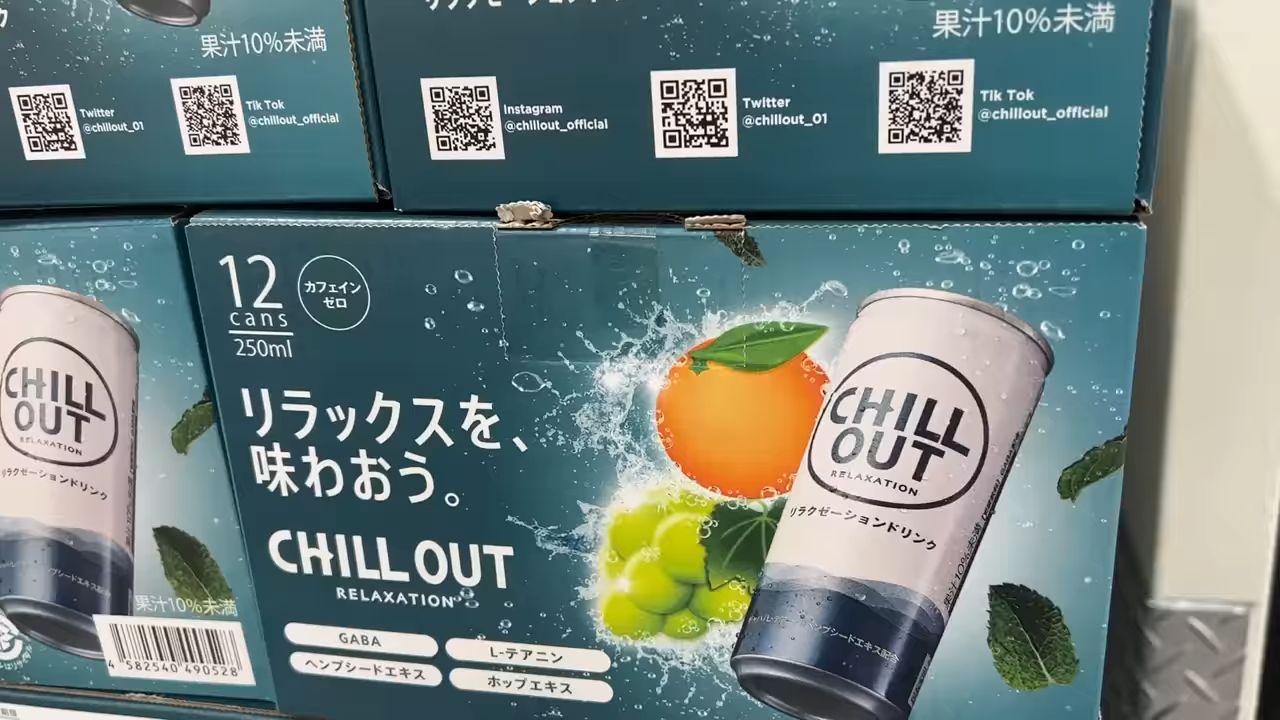 果汁10%未満
Twitter
@chillout_01
Tik Tok
@chillout_official
果汁10%未満
Instagram
@chillout_official
Twitter
@chillout_01
Tik Tok
@chillout_official
12
cans
250ml
カフェイン
ゼロ
リラックスを、
味わおう。
CHILL OUT
RELAXATION
GABA
L-テアニン
ヘンプシードエキス
ホップエキス
CHILL
OUT
RELAXATION
リラクゼーションドリンク
CHILL
OUT
RELAXATION
リラクゼーションドリンク
果汁10%未満
4 582540 490528